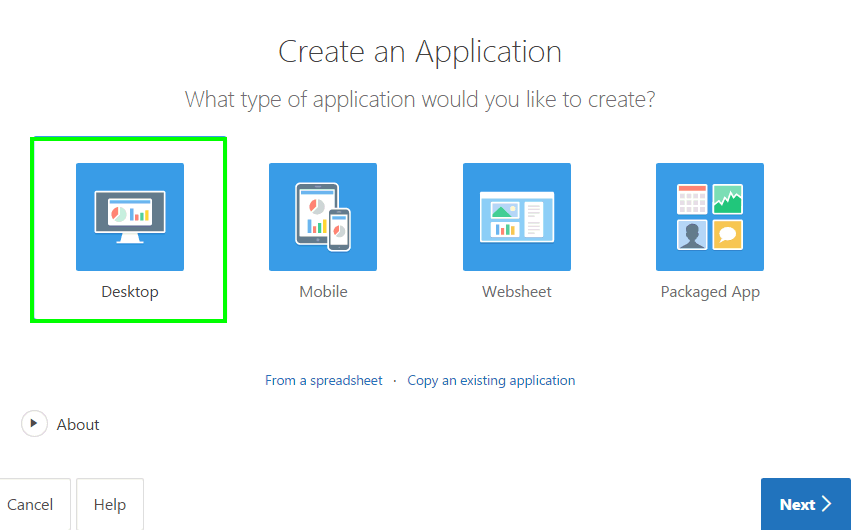 Create an Application
What type of application would you like to create?
Desktop Mobile Websheet Packaged App
From a spreadsheet · Copy an existing application
About
Cancel Help Next